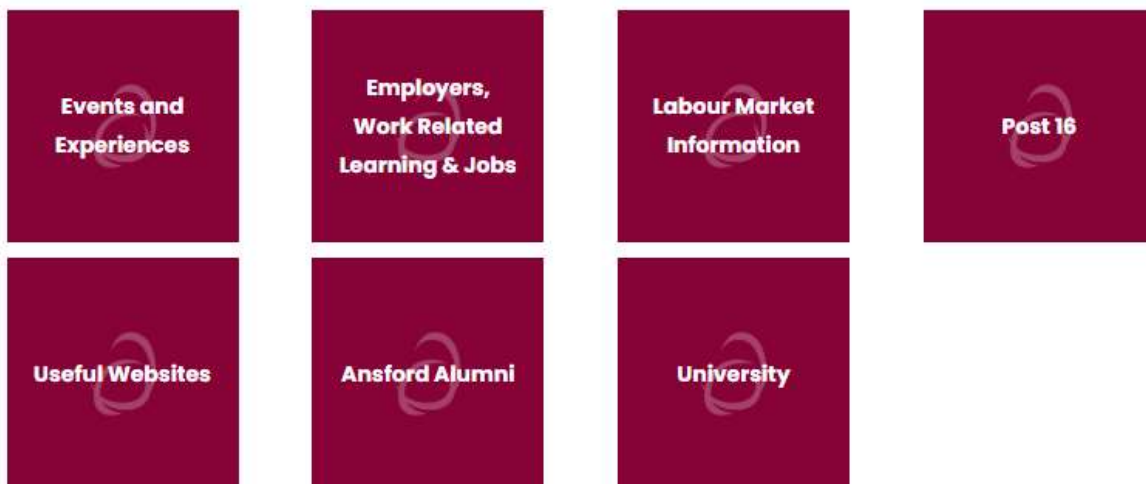 Events and
Experiences
Employers,
Work Related
Learning & Jobs
Labour Market
Information
Post 16
Useful Websites
Ansford Alumni
University